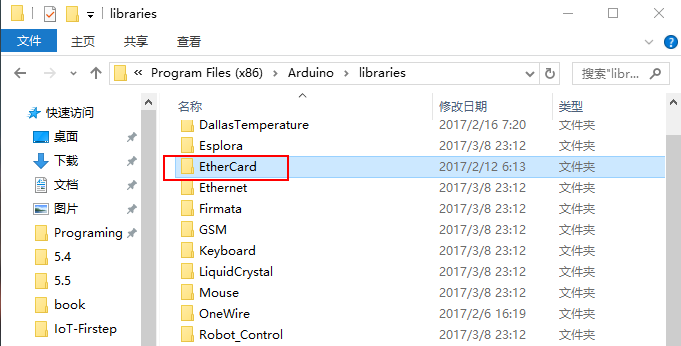 libraries
文件 主页 共享 查看
« Program Files (x86) › Arduino › libraries 搜索"libr...
名称 修改日期 类型
快速访问
桌面
下载
文档
图片
Programing
5.4
5.5
book
IoT-Firstep
DallasTemperature 2017/2/16 7:20 文件夹
Esplora 2017/3/8 23:12 文件夹
EtherCard 2017/2/12 6:13 文件夹
Ethernet 2017/3/8 23:12 文件夹
Firmata 2017/3/8 23:12 文件夹
GSM 2017/3/8 23:12 文件夹
Keyboard 2017/3/8 23:12 文件夹
LiquidCrystal 2017/3/8 23:12 文件夹
Mouse 2017/3/8 23:12 文件夹
OneWire 2017/2/6 16:19 文件夹
Robot_Control 2017/3/8 23:12 文件夹